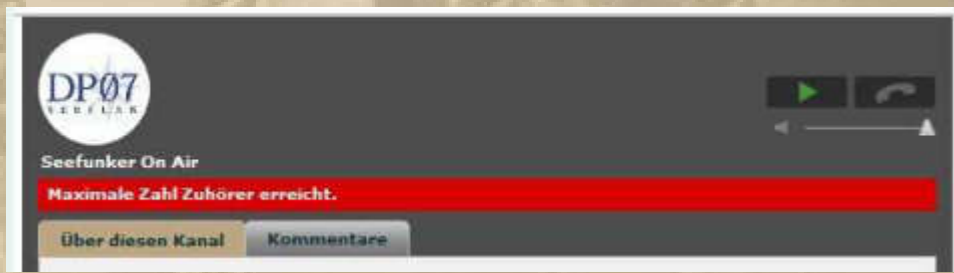 DPØ7
SEEFUNK
Seefunker On Air
Maximale Zahl Zuhörer erreicht.
Über diesen Kanal Kommentare